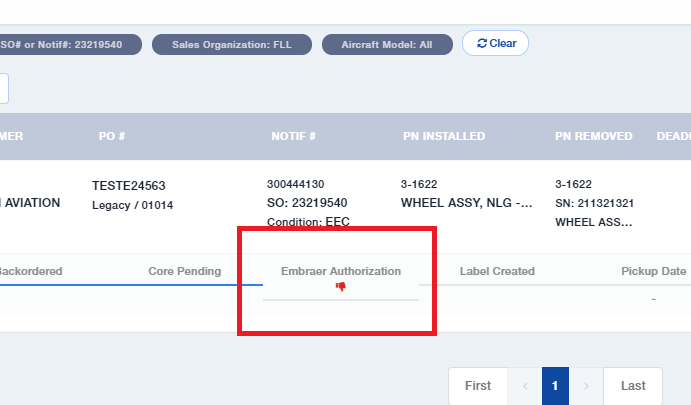 SO# or Notif#: 23219540 Sales Organization: FLL Aircraft Model: All Clear
PO # NOTIF # PN INSTALLED PN REMOVED
TESTE24563 300444130 3-1622 3-1622
AVIATION Legacy / 01014 SO: 23219540 WHEEL ASSY, NLG -... SN: 211321321
Condition: EEC WHEEL ASS...
Backordered Core Pending Embraer Authorization Label Created Pickup Date
-
First < 1 > Last